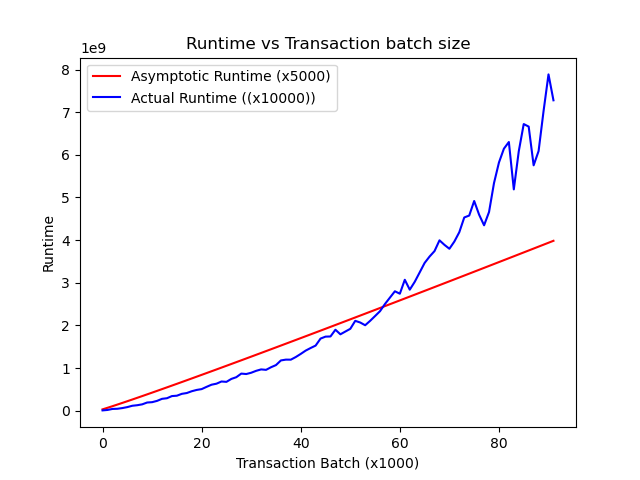 Runtime vs Transaction batch size
1e9
Asymptotic Runtime (x5000)
Actual Runtime ((x10000))
8
7
6
5
4
3
2
1
0
Runtime
0 20 40 60 80
Transaction Batch (x1000)